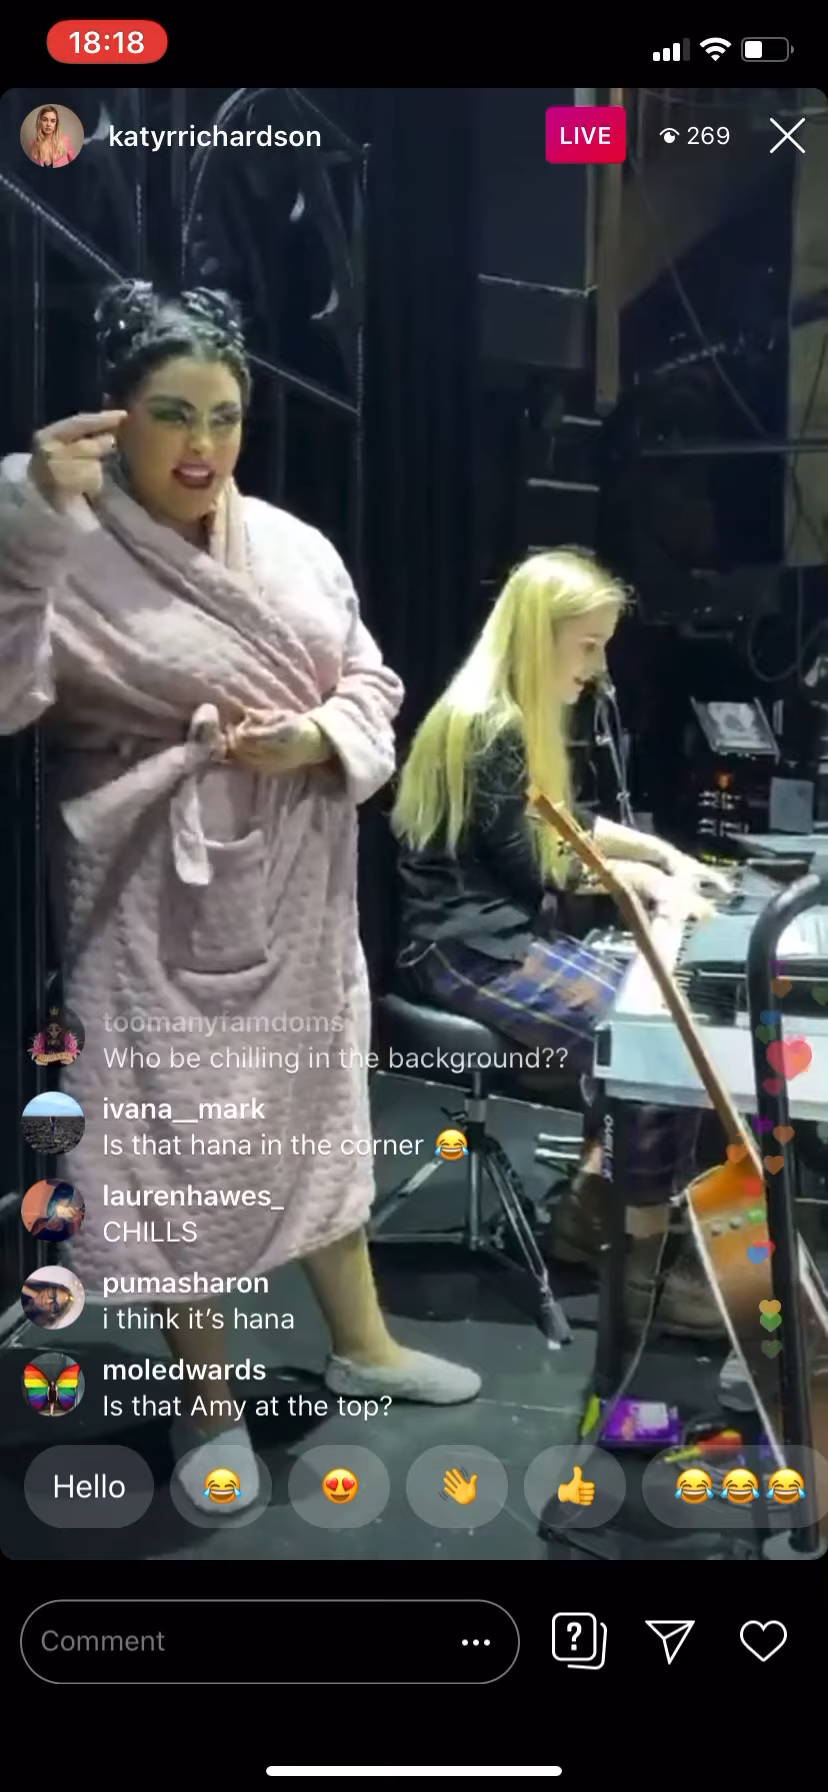 18:18
katyrrichardson
LIVE
269
toomanyfamdoms
Who be chilling in the background??
ivana__mark
Is that hana in the corner 😂
laurenhawes_
CHILLS
pumasharon
i think it's hana
moledwards
Is that Amy at the top?
Hello 😂 😍 👋 👍 😂😂😂
Comment
?